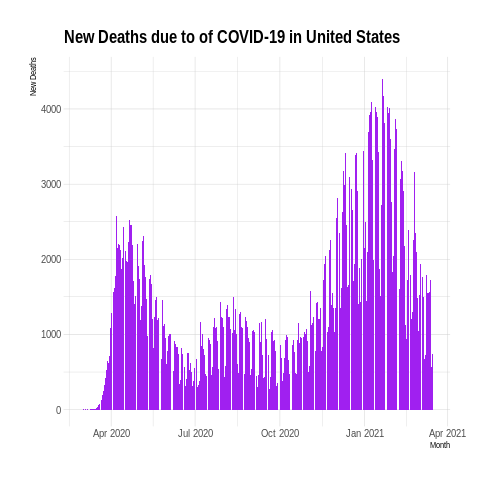 New Deaths due to of COVID-19 in United States
New Deaths
4000
3000
2000
1000
0
Apr 2020 Jul 2020 Oct 2020 Jan 2021 Apr 2021
Month